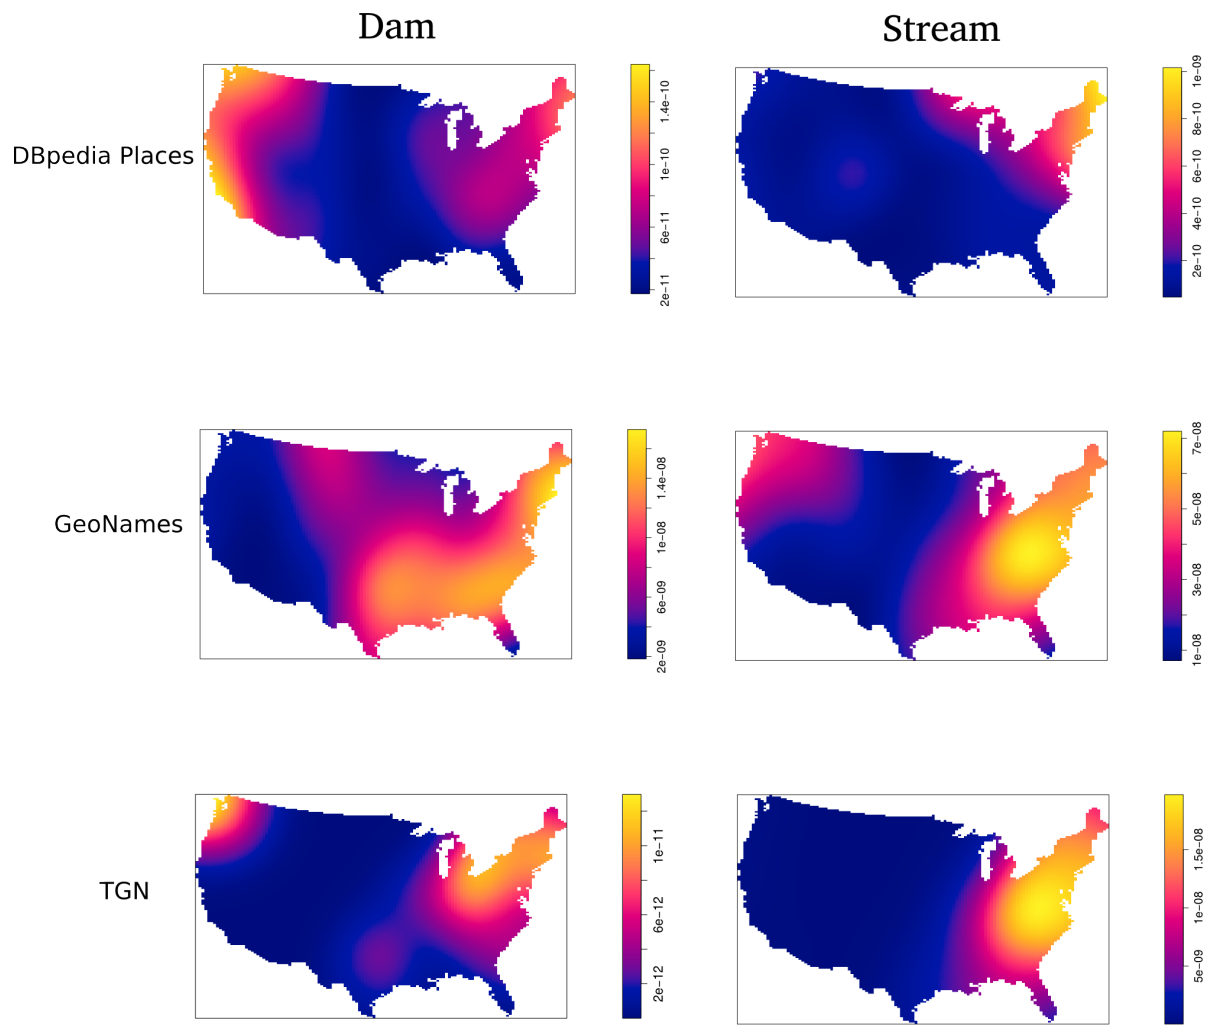 Dam
Stream
DBpedia Places
2e−11 6e−11 1e−10 1.4e−10
2e−10 4e−10 6e−10 8e−10 1e−09
GeoNames
2e−09 6e−09 1e−08 1.4e−08
1e−08 3e−08 5e−08 7e−08
TGN
2e−12 6e−12 1e−11
5e−09 1e−08 1.5e−08